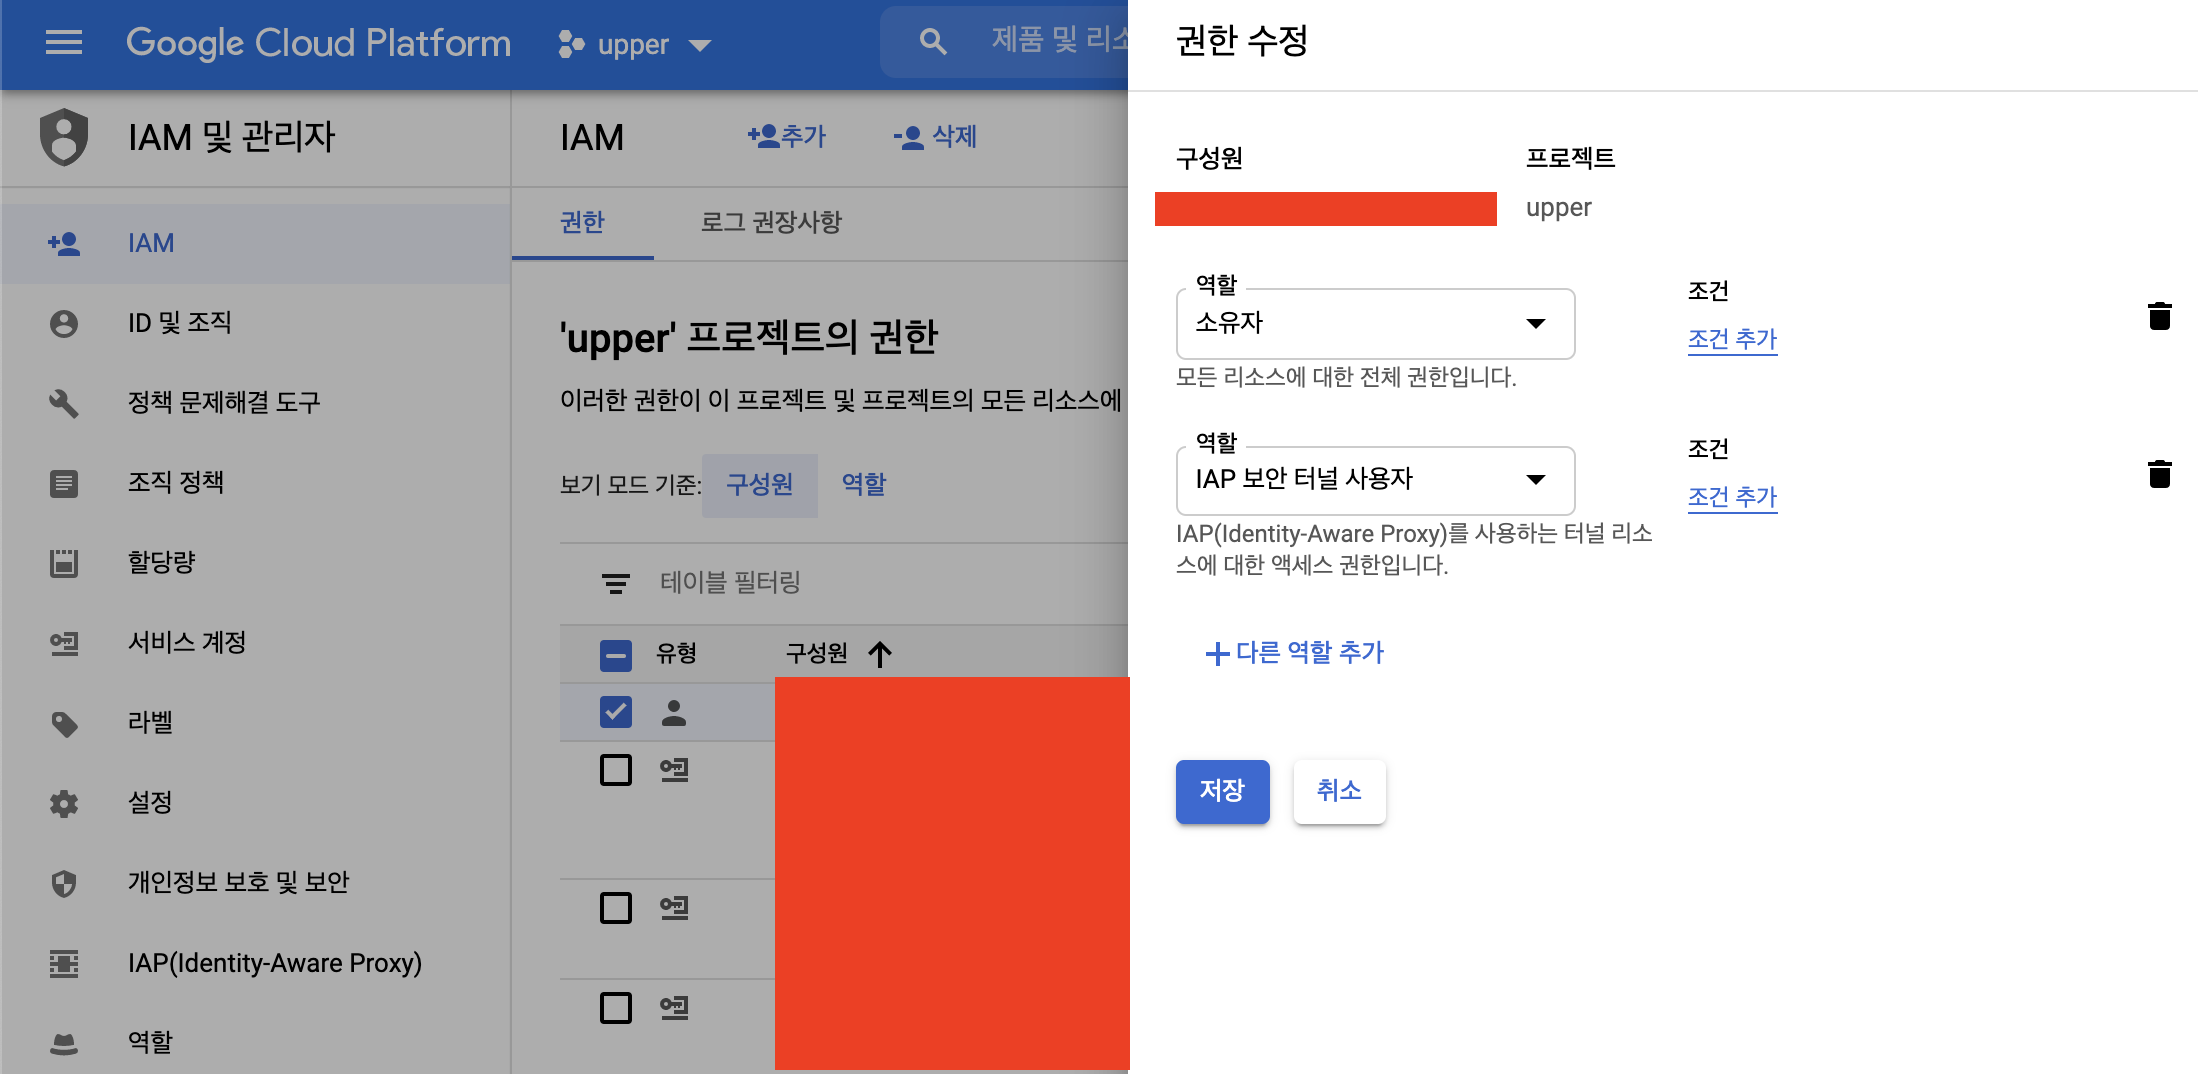 Google Cloud Platform
upper
제품 및 리소
IAM 및 관리자
IAM
ID 및 조직
정책 문제해결 도구
조직 정책
할당량
서비스 계정
라벨
설정
개인정보 보호 및 보안
IAP(Identity-Aware Proxy)
역할
IAM
추가
삭제
권한
로그 권장사항
'upper' 프로젝트의 권한
이러한 권한이 이 프로젝트 및 프로젝트의 모든 리소스에
보기 모드 기준:
구성원
역할
테이블 필터링
유형
구성원
권한 수정
구성원
프로젝트
upper
역할
소유자
모든 리소스에 대한 전체 권한입니다.
조건
조건 추가
역할
IAP 보안 터널 사용자
IAP(Identity-Aware Proxy)를 사용하는 터널 리소
스에 대한 액세스 권한입니다.
조건
조건 추가
다른 역할 추가
저장
취소